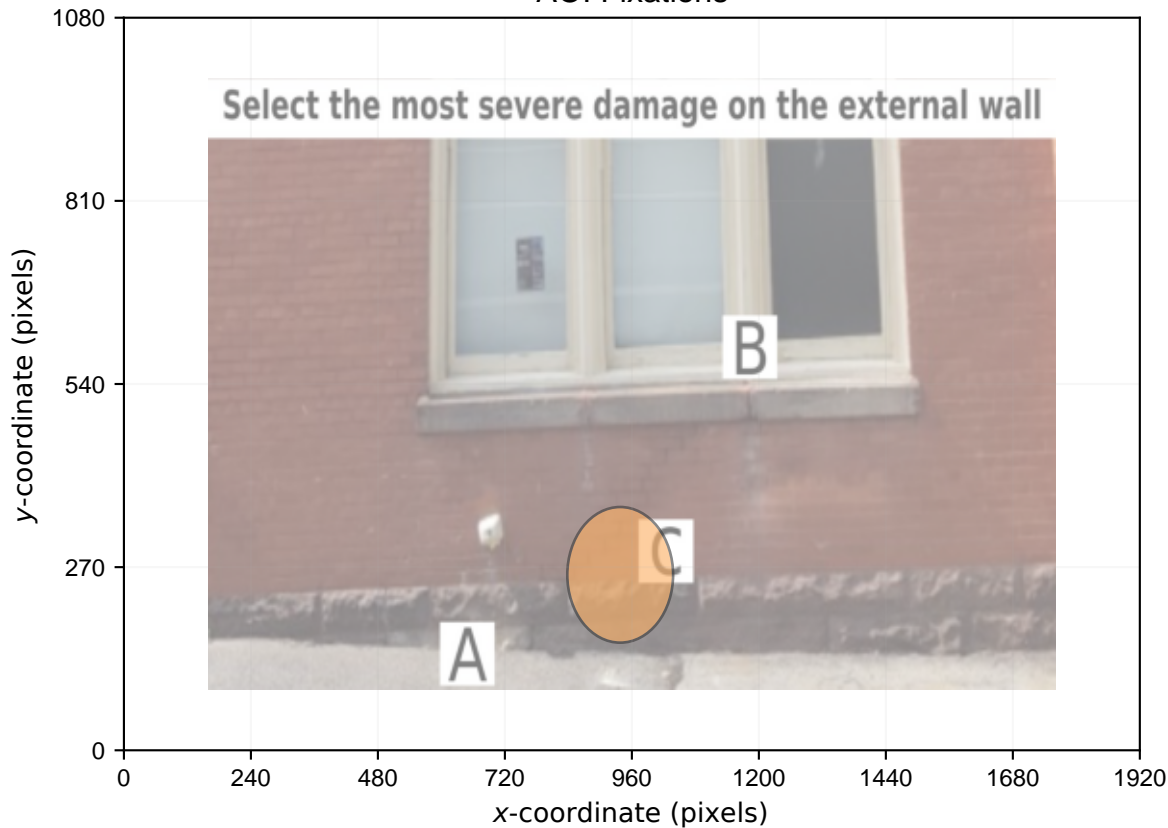 AOI Fixations
1080
Select the most severe damage on the external wall
810
B
540
C
270
A
0
0 240 480 720 960 1200 1440 1680 1920
x-coordinate (pixels)
y-coordinate (pixels)